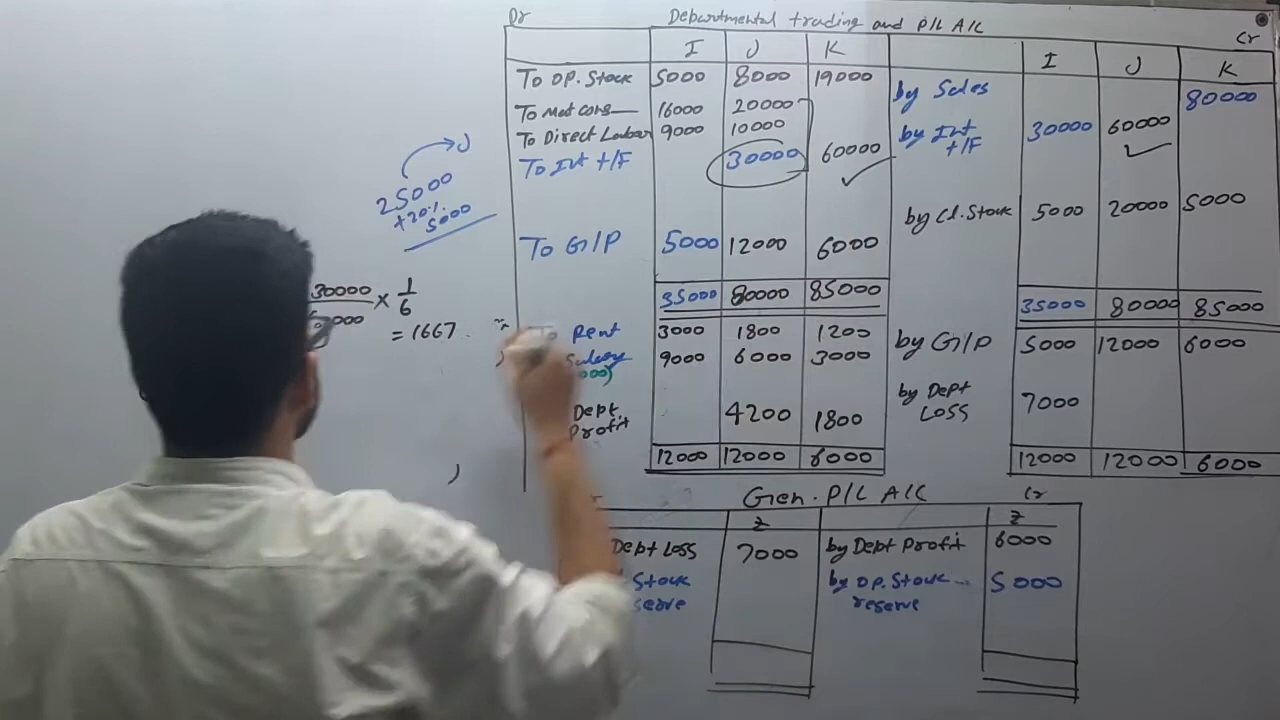 Dr Departmental trading and P/L A/C Cr
I J K I J K
To OP. Stock 5000 8000 19000 by Sales 80000
To Mat cons 16000 20000
To Direct Labour 9000 10000
To Int t/F 30000 60000 by Int t/F 30000 60000
by Cl. Stock 5000 20000 5000
To G/P 5000 12000 6000
35000 80000 85000 35000 80000 85000
To Rent 3000 1800 1200 by G/P 5000 12000 6000
Salary 9000 6000 3000
Dept Profit 4200 1800 by Dept Loss 7000
12000 12000 6000 12000 12000 6000
J
25000
+20%
5000
30000 × 1
000 6
= 1667
Gen. P/L A/C Cr
₹ ₹
Dept Loss 7000 by Dept Profit 6000
Stock by OP. Stock 5000
serve reserve